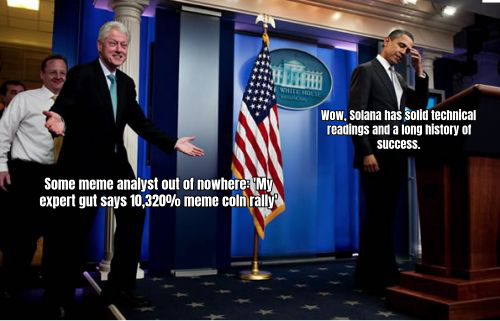 THE WHITE HOUSE
WASHINGTON
Wow, Solana has solid technical
readings and a long history of
success.
Some meme analyst out of nowhere: 'My
expert gut says 10,320% meme coin rally'